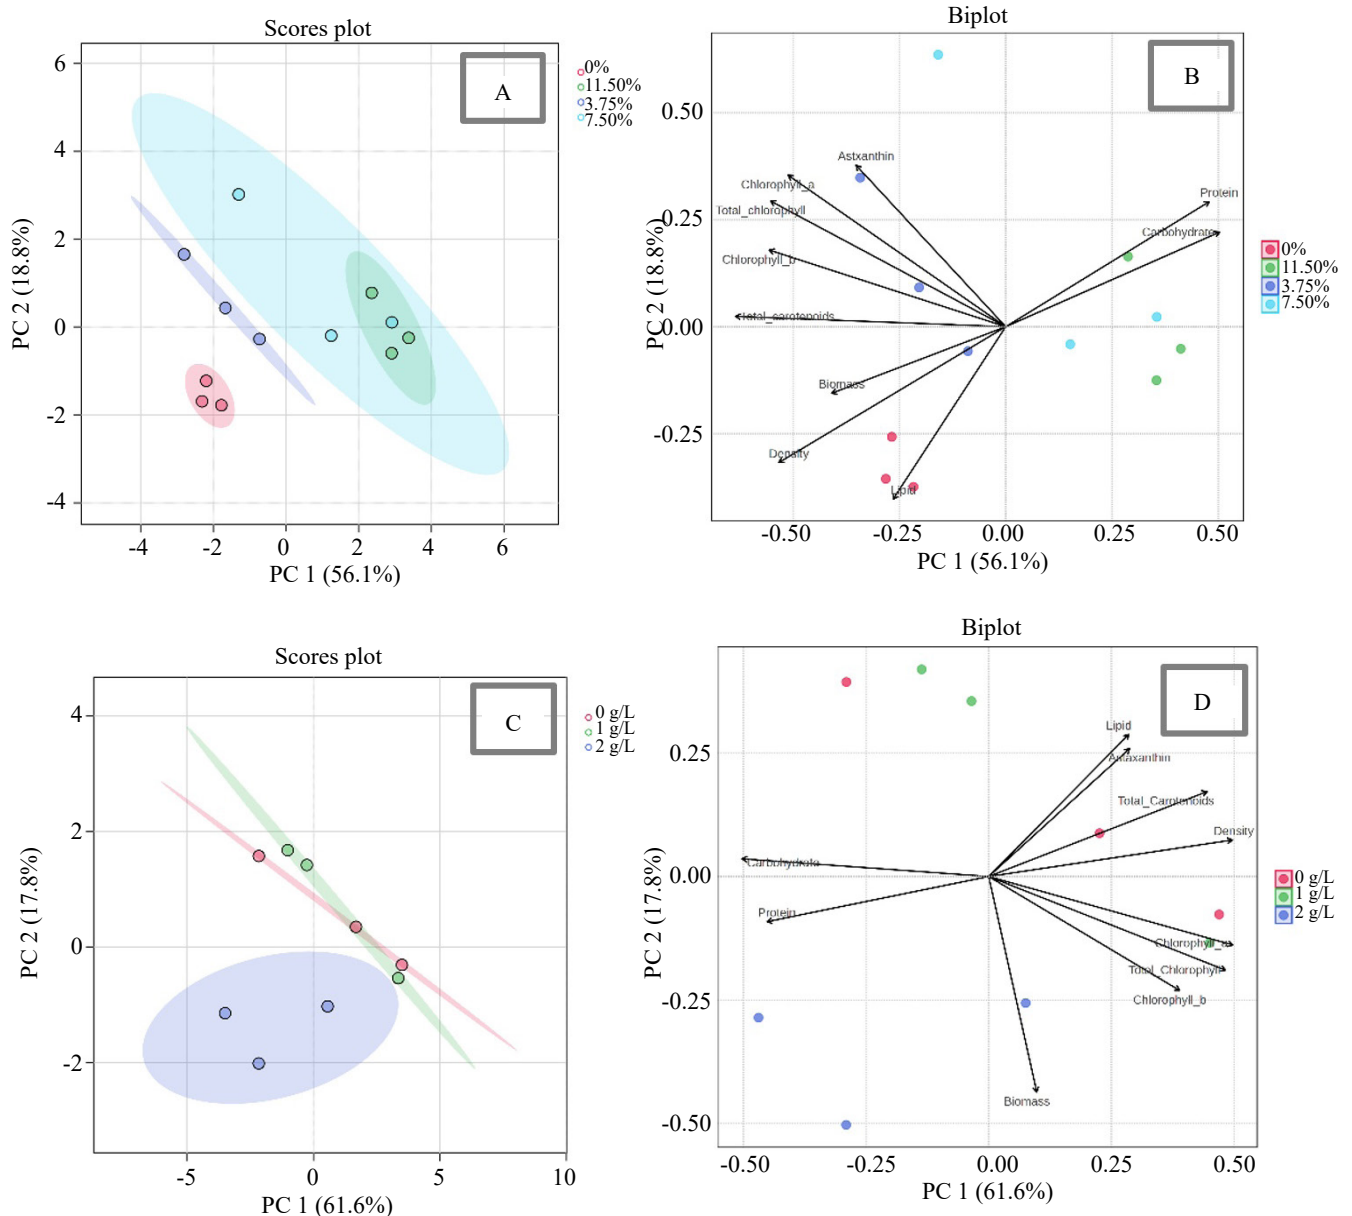 Scores plot
6
4
2
0
-2
-4
-4
-2
0
2
4
6
PC 1 (56.1%)
PC 2 (18.8%)
A
0%
11.50%
3.75%
7.50%
Biplot
B
0.50
0.25
0.00
-0.25
-0.50
-0.25
0.00
0.25
0.50
PC 1 (56.1%)
PC 2 (18.8%)
Astxanthin
Chlorophyll_a
Total_chlorophyll
Chlorophyll_b
Total_carotenoids
Biomass
Density
Lipid
Protein
Carbohydrate
0%
11.50%
3.75%
7.50%
Scores plot
4
2
0
-2
-5
0
5
10
PC 1 (61.6%)
PC 2 (17.8%)
C
0 g/L
1 g/L
2 g/L
Biplot
D
0.25
0.00
-0.25
-0.50
-0.50
-0.25
0.00
0.25
0.50
PC 1 (61.6%)
PC 2 (17.8%)
Lipid
Astaxanthin
Total_Carotenoids
Density
Carbohydrate
Protein
Chlorophyll_a
Total_Chlorophyll
Chlorophyll_b
Biomass
0 g/L
1 g/L
2 g/L